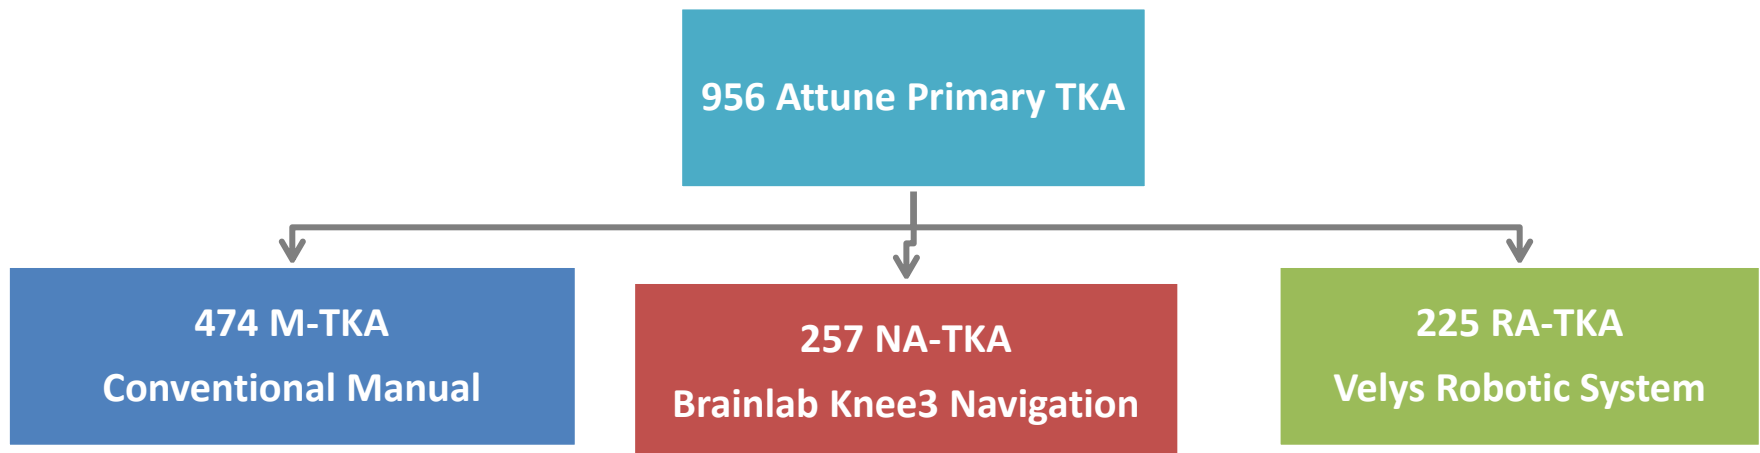 956 Attune Primary TKA
474 M-TKA
Conventional Manual
257 NA-TKA
Brainlab Knee3 Navigation
225 RA-TKA
Velys Robotic System